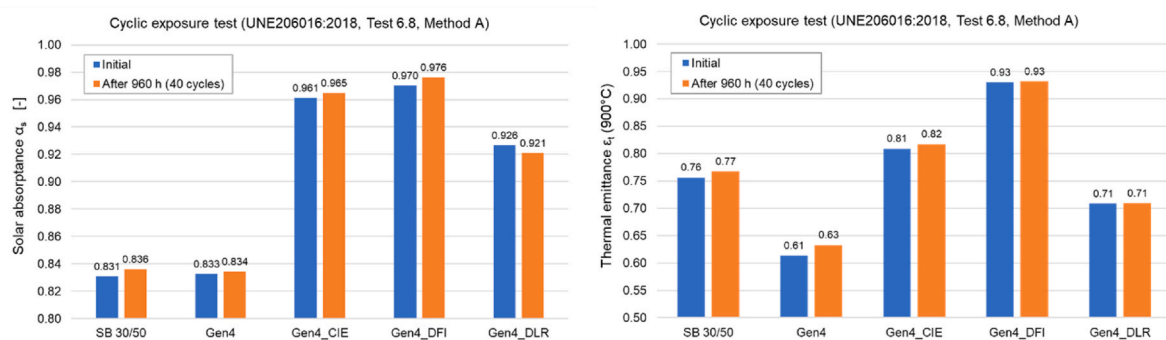 Cyclic exposure test (UNE206016:2018, Test 6.8, Method A)
Solar absorptance αs [-]
1.00
0.98
0.96
0.94
0.92
0.90
0.88
0.86
0.84
0.82
0.80
Initial
After 960 h (40 cycles)
0.831
0.836
0.833
0.834
0.961
0.965
0.970
0.976
0.926
0.921
SB 30/50
Gen4
Gen4_CIE
Gen4_DFI
Gen4_DLR
Cyclic exposure test (UNE206016:2018, Test 6.8, Method A)
Thermal emittance εt (900°C)
1.00
0.95
0.90
0.85
0.80
0.75
0.70
0.65
0.60
0.55
0.50
Initial
After 960 h (40 cycles)
0.76
0.77
0.61
0.63
0.81
0.82
0.93
0.93
0.71
0.71
SB 30/50
Gen4
Gen4_CIE
Gen4_DFI
Gen4_DLR